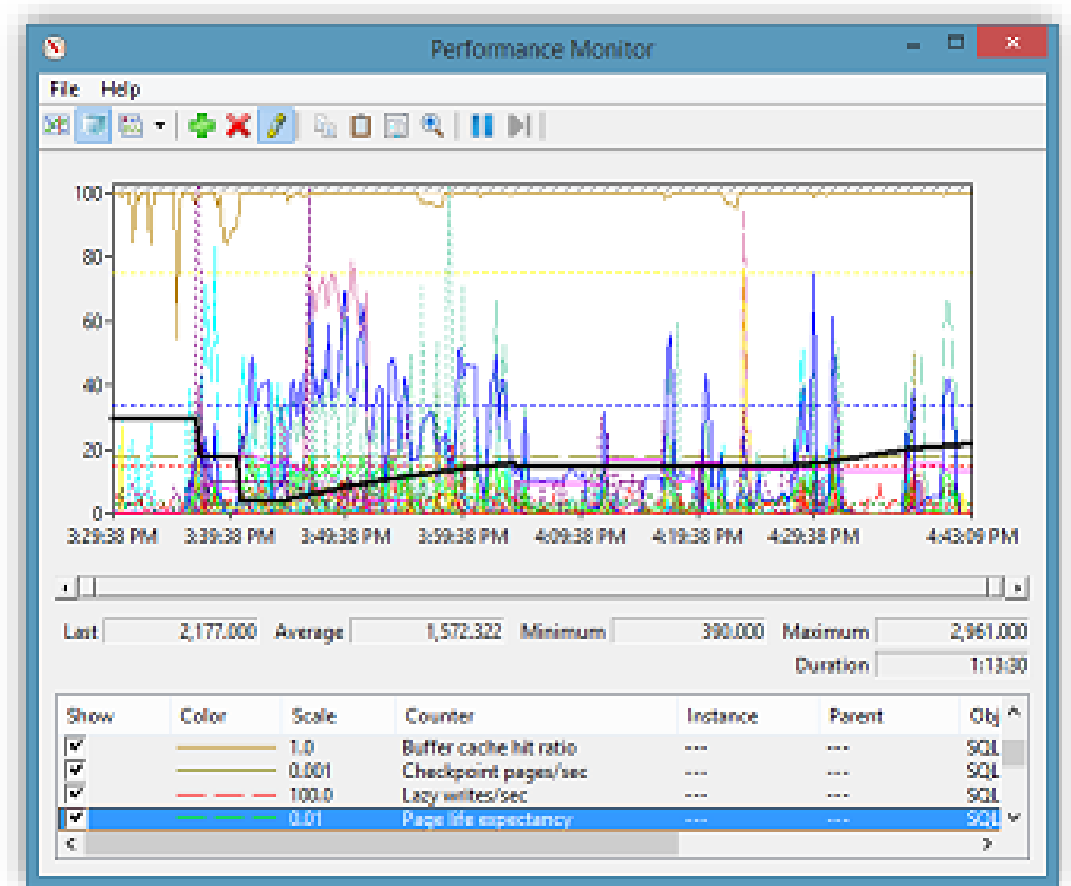 Performance Monitor
File Help
100
80
60
40
20
0
3:29:38 PM 3:39:38 PM 3:49:38 PM 3:59:38 PM 4:09:38 PM 4:19:38 PM 4:29:38 PM 4:43:09 PM
Last 2,177.000 Average 1,572.322 Minimum 390.000 Maximum 2,961.000
Duration 1:13:30
Show Color Scale Counter Instance Parent Obj
1.0 Buffer cache hit ratio --- --- SQL
0.001 Checkpoint pages/sec --- --- SQL
100.0 Lazy writes/sec --- --- SQL
0.01 Page life expectancy --- --- SQL